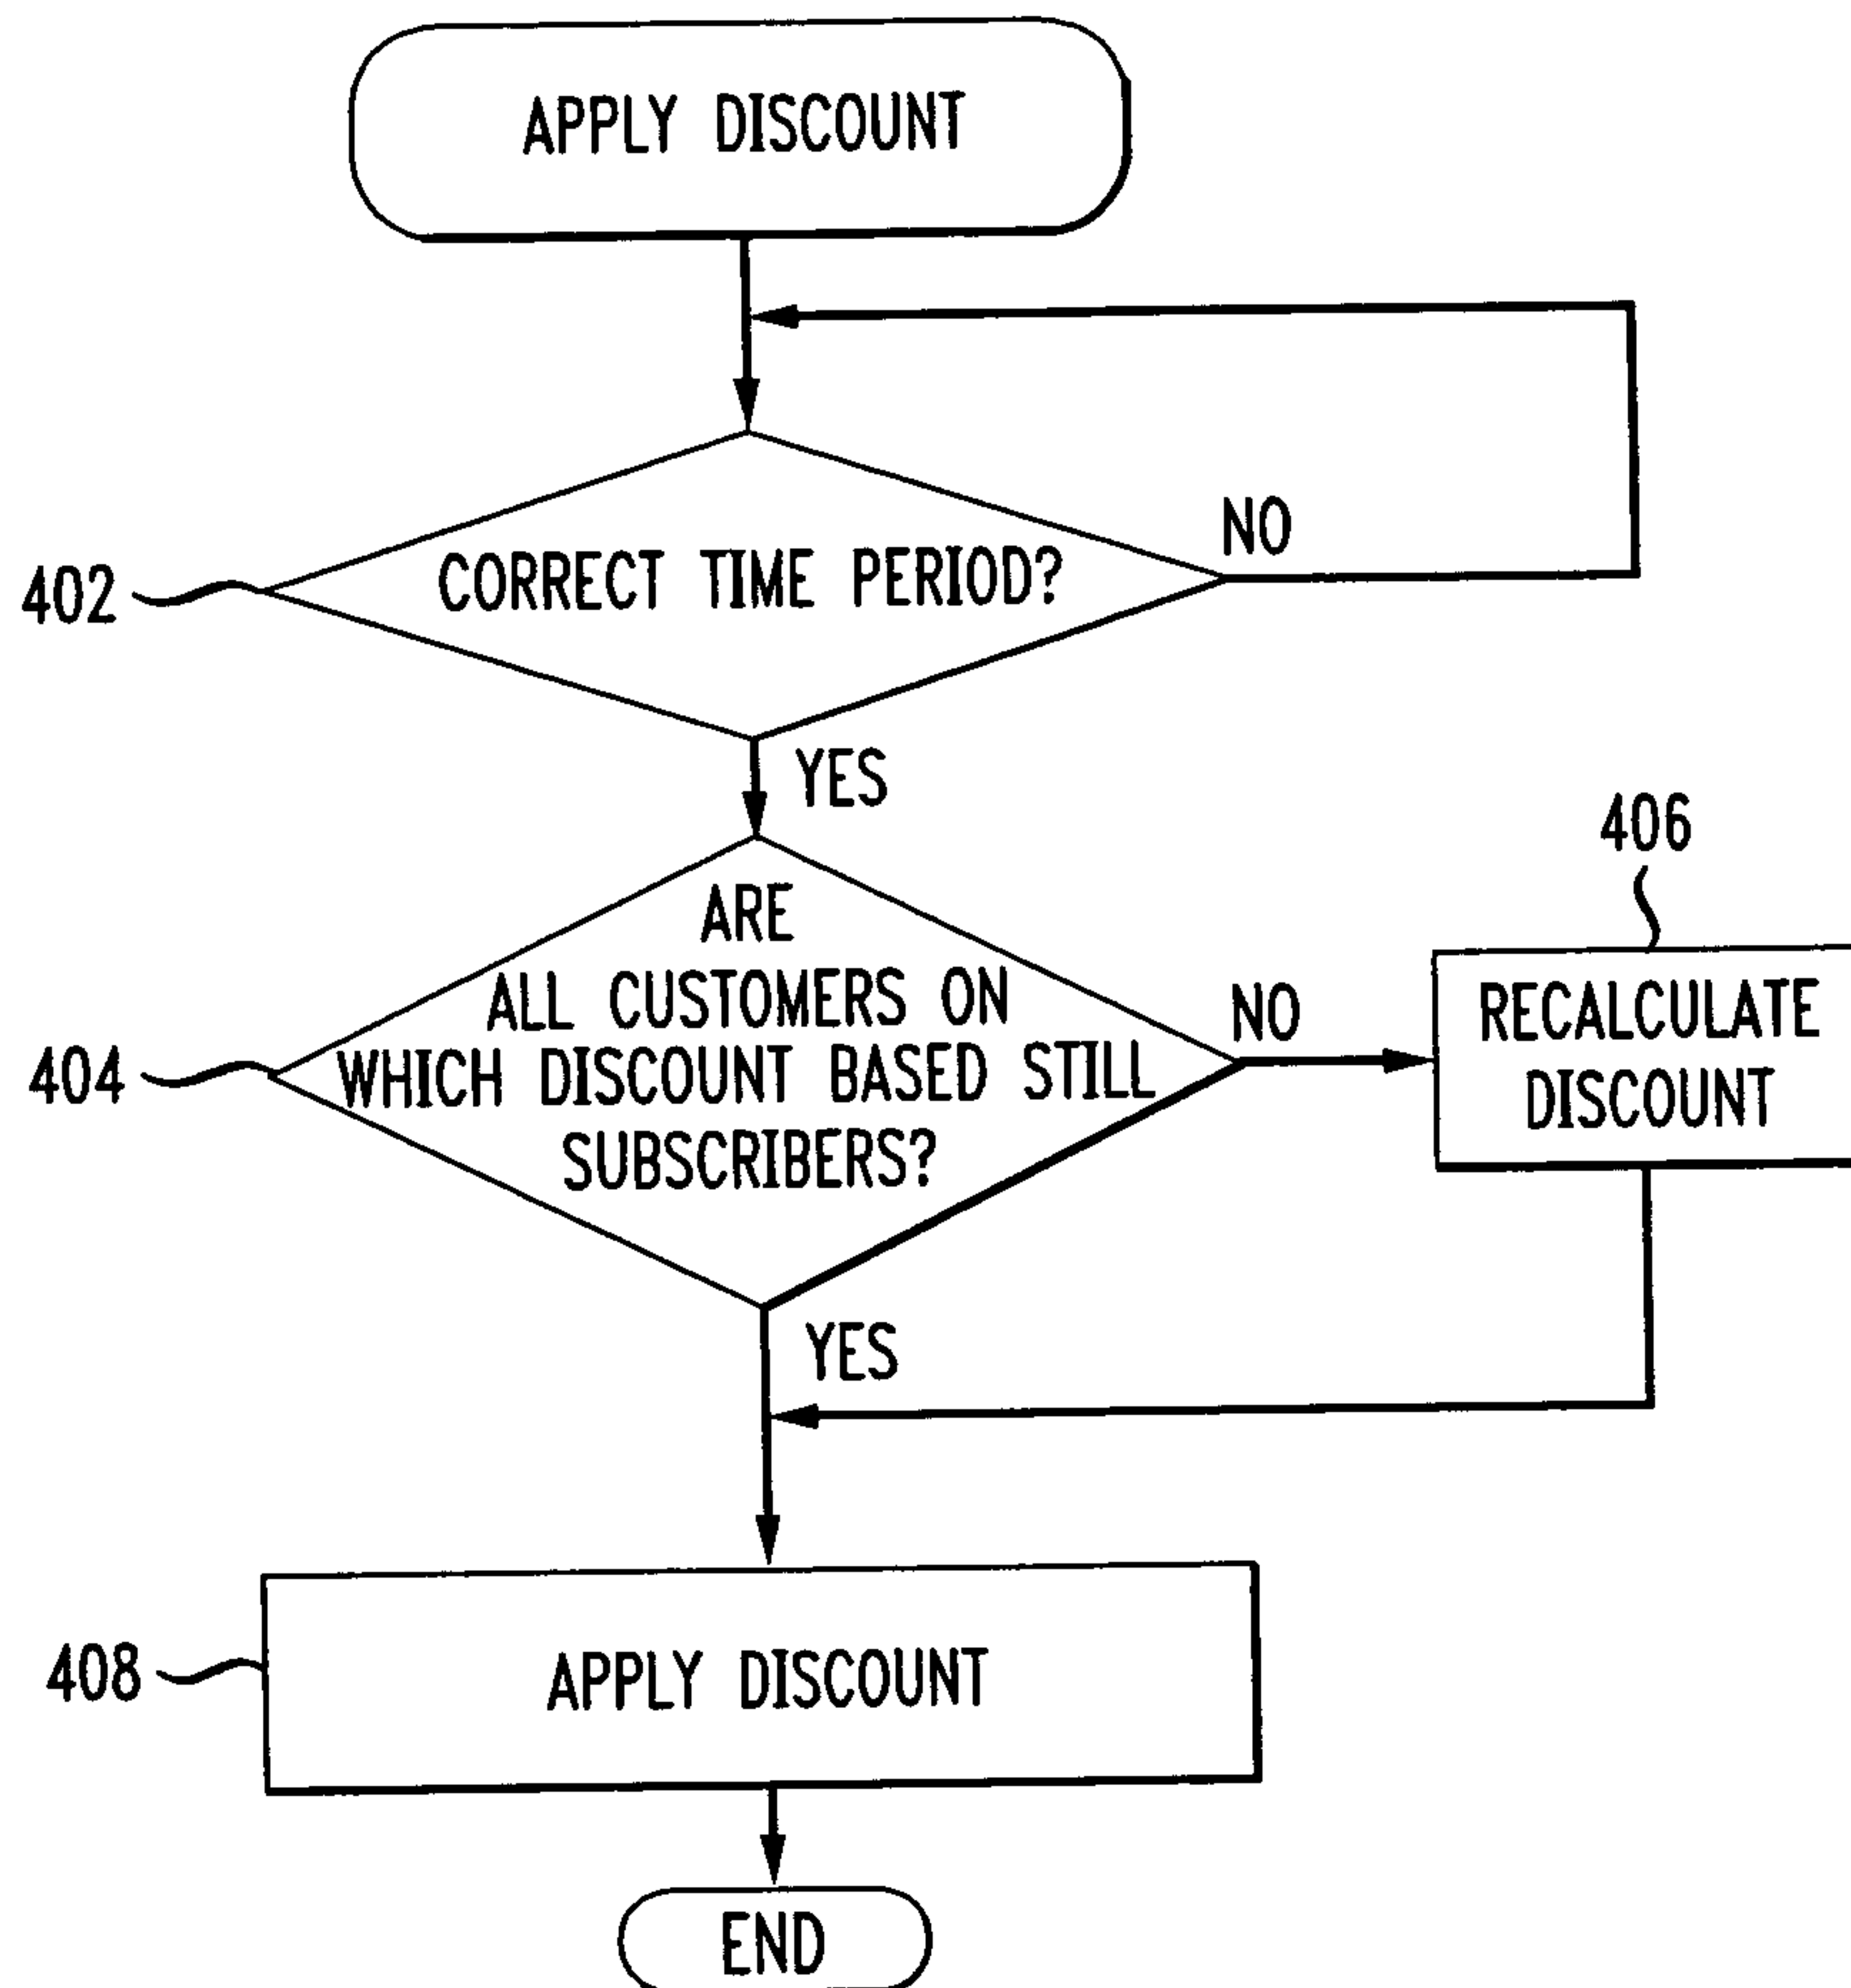 APPLY DISCOUNT
CORRECT TIME PERIOD?
NO
402
YES
406
ARE
ALL CUSTOMERS ON
WHICH DISCOUNT BASED STILL
SUBSCRIBERS?
NO
404
RECALCULATE
DISCOUNT
YES
APPLY DISCOUNT
408
END